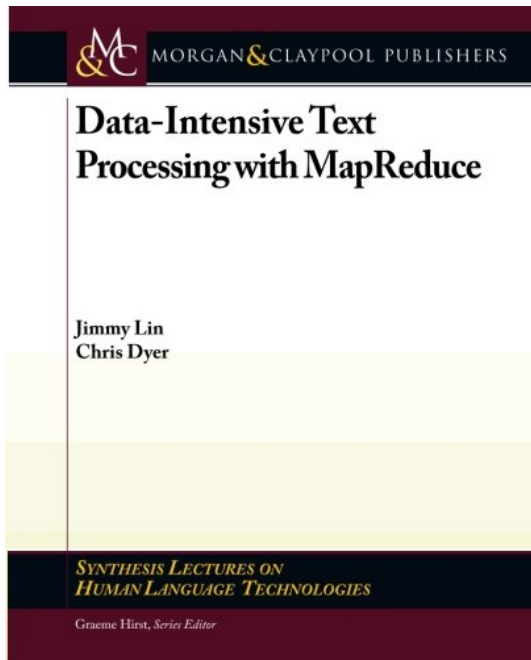 M&C MORGAN&CLAYPOOL PUBLISHERS
Data-Intensive Text
Processing with MapReduce
Jimmy Lin
Chris Dyer
SYNTHESIS LECTURES ON
HUMAN LANGUAGE TECHNOLOGIES
Graeme Hirst, Series Editor